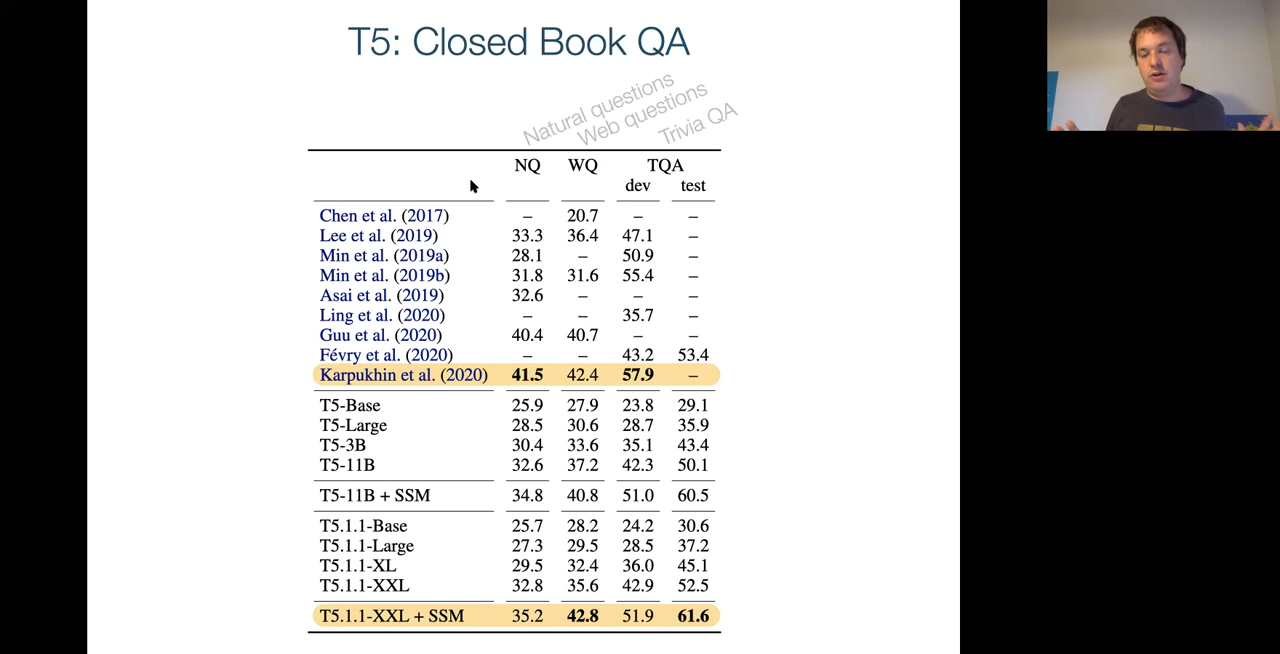 T5: Closed Book QA
Natural questions
Web questions
Trivia QA
NQ WQ TQA
dev test
Chen et al. (2017) – 20.7 – –
Lee et al. (2019) 33.3 36.4 47.1 –
Min et al. (2019a) 28.1 – 50.9 –
Min et al. (2019b) 31.8 31.6 55.4 –
Asai et al. (2019) 32.6 – – –
Ling et al. (2020) – – 35.7 –
Guu et al. (2020) 40.4 40.7 – –
Févry et al. (2020) – – 43.2 53.4
Karpukhin et al. (2020) 41.5 42.4 57.9 –
T5-Base 25.9 27.9 23.8 29.1
T5-Large 28.5 30.6 28.7 35.9
T5-3B 30.4 33.6 35.1 43.4
T5-11B 32.6 37.2 42.3 50.1
T5-11B + SSM 34.8 40.8 51.0 60.5
T5.1.1-Base 25.7 28.2 24.2 30.6
T5.1.1-Large 27.3 29.5 28.5 37.2
T5.1.1-XL 29.5 32.4 36.0 45.1
T5.1.1-XXL 32.8 35.6 42.9 52.5
T5.1.1-XXL + SSM 35.2 42.8 51.9 61.6